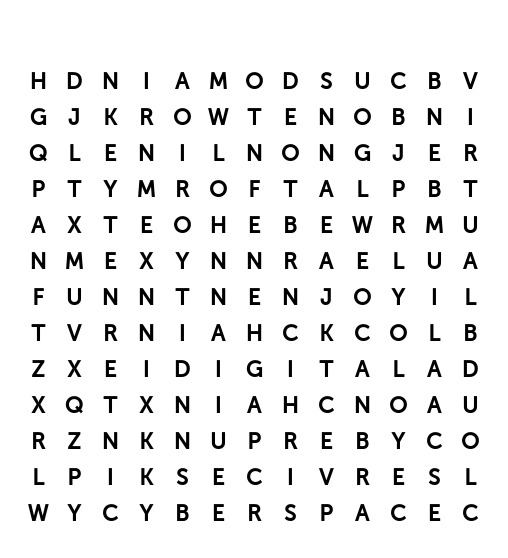 H D N I A M O D S U C B V
G J K R O W T E N O B N I
Q L E N I L N O N G J E R
P T Y M R O F T A L P B T
A X T E O H E B E W R M U
N M E X Y N N R A E L U A
F U N N T N E N J O Y I L
T V R N I A H C K C O L B
Z X E I D I G I T A L A D
X Q T X N I A H C N O A U
R Z N K N U P R E B Y C O
L P I K S E C I V R E S L
W Y C Y B E R S P A C E C